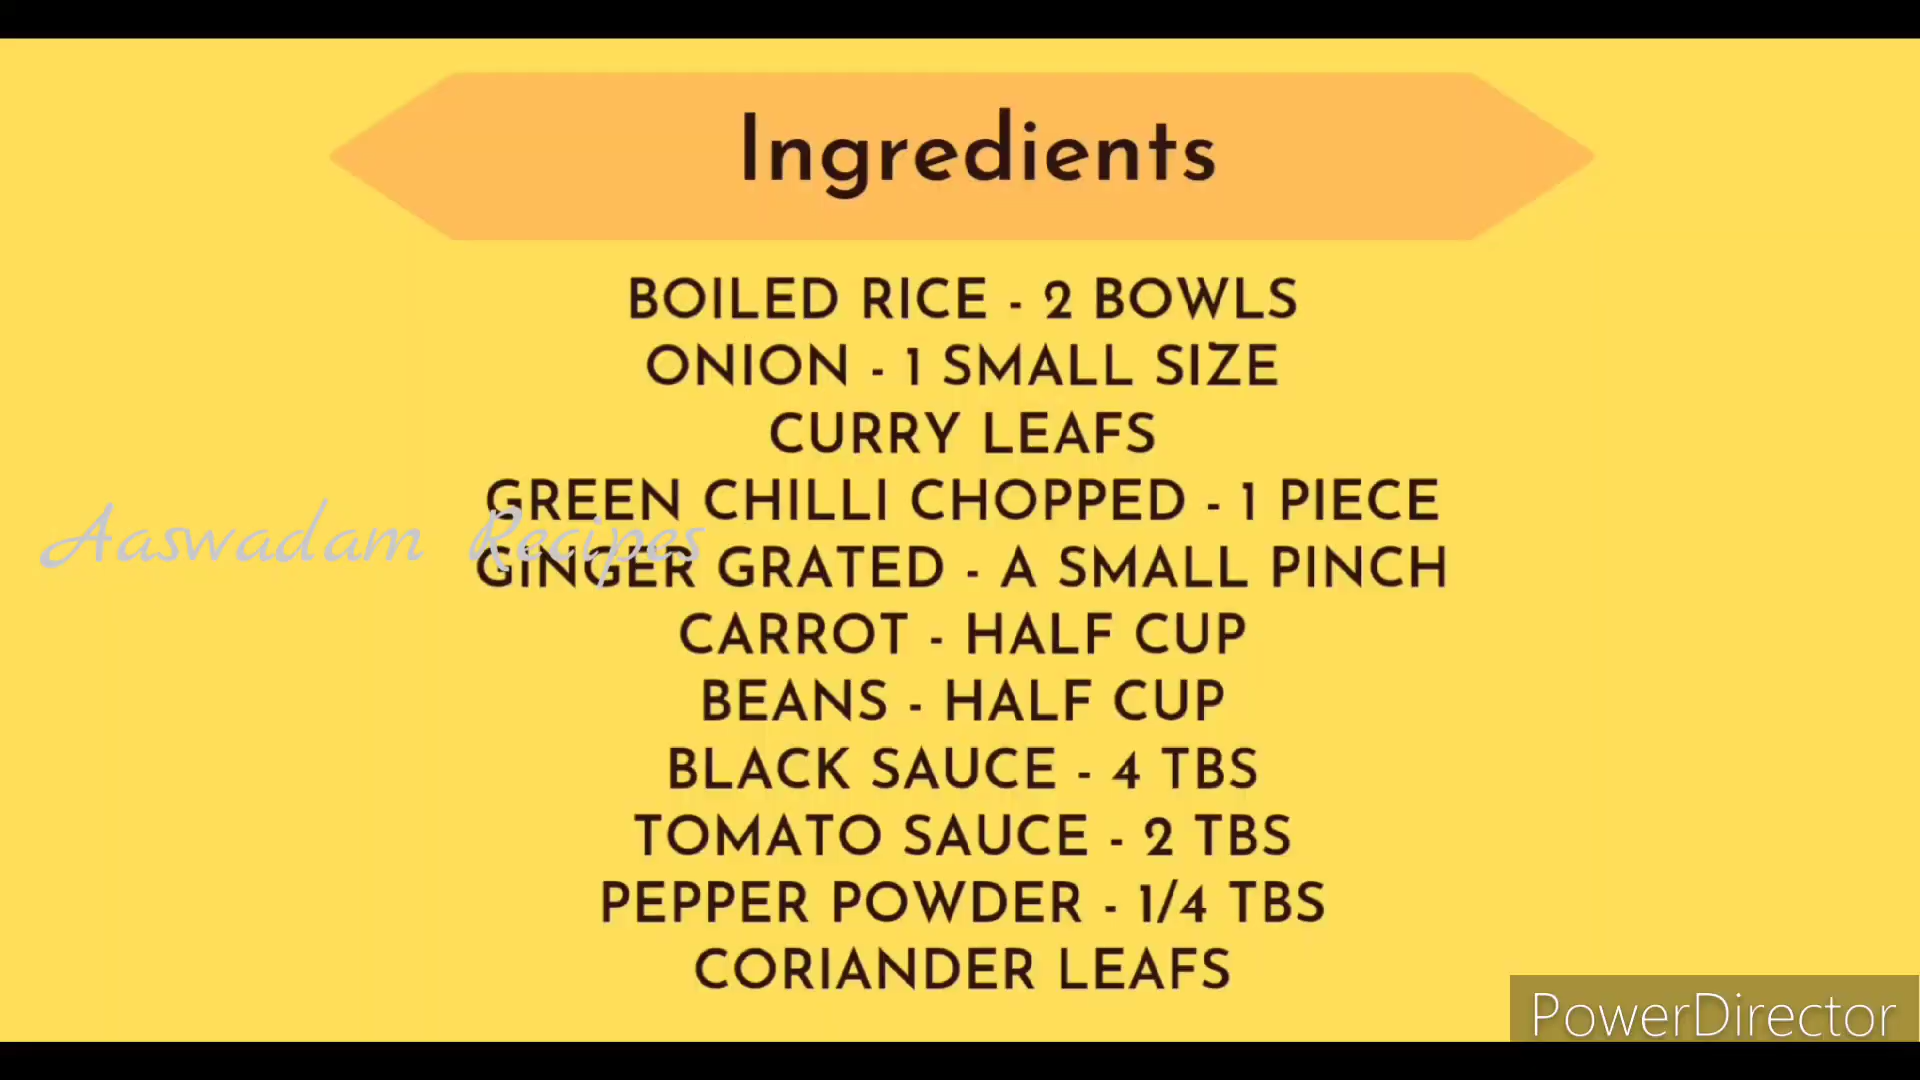 Ingredients
BOILED RICE - 2 BOWLS
ONION - 1 SMALL SIZE
CURRY LEAFS
GREEN CHILLI CHOPPED - 1 PIECE
Aaswadam Recipes
GINGER GRATED - A SMALL PINCH
CARROT - HALF CUP
BEANS - HALF CUP
BLACK SAUCE - 4 TBS
TOMATO SAUCE - 2 TBS
PEPPER POWDER - 1/4 TBS
CORIANDER LEAFS
PowerDirector